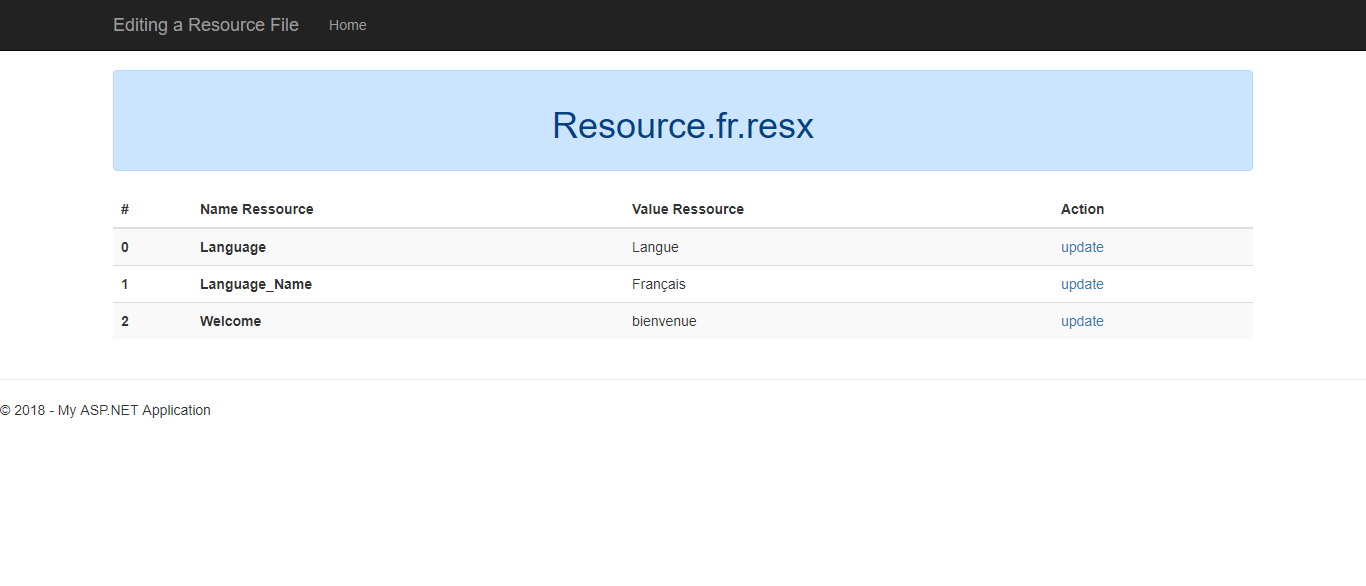 Editing a Resource File Home
Resource.fr.resx
# Name Ressource Value Ressource Action
0 Language Langue update
1 Language_Name Français update
2 Welcome bienvenue update
© 2018 - My ASP.NET Application